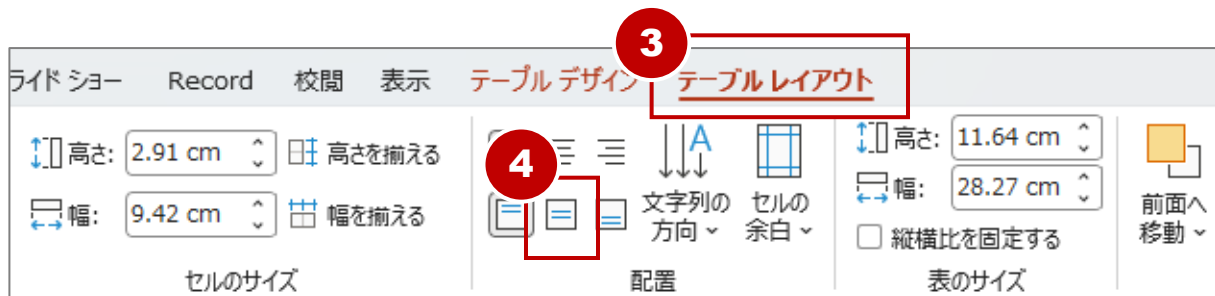 3
ライド ショー Record 校閲 表示 テーブル デザイン テーブル レイアウト
高さ: 2.91 cm 高さを揃える
幅: 9.42 cm 幅を揃える
セルのサイズ
4
文字列の
方向
セルの
余白
配置
高さ: 11.64 cm
幅: 28.27 cm
縦横比を固定する
表のサイズ
前面へ
移動